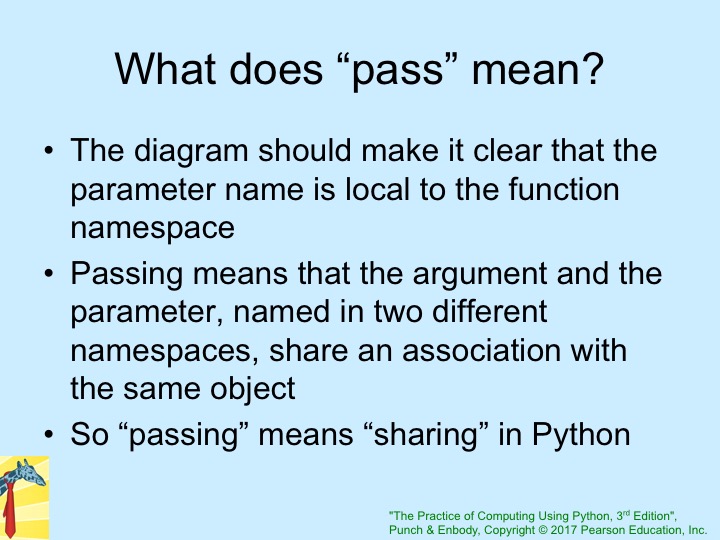 What does “pass” mean?
• The diagram should make it clear that the
parameter name is local to the function
namespace
• Passing means that the argument and the
parameter, named in two different
namespaces, share an association with
the same object
• So “passing” means “sharing” in Python
"The Practice of Computing Using Python, 3rd Edition",
Punch & Enbody, Copyright © 2017 Pearson Education, Inc.